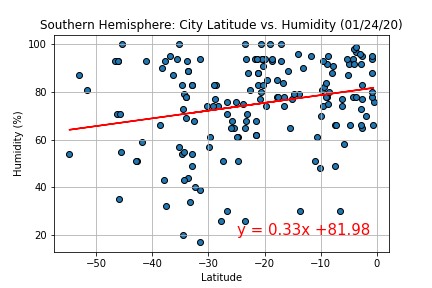 Southern Hemisphere: City Latitude vs. Humidity (01/24/20)
100
80
60
40
20
Humidity (%)
y = 0.33x +81.98
−50 −40 −30 −20 −10 0
Latitude